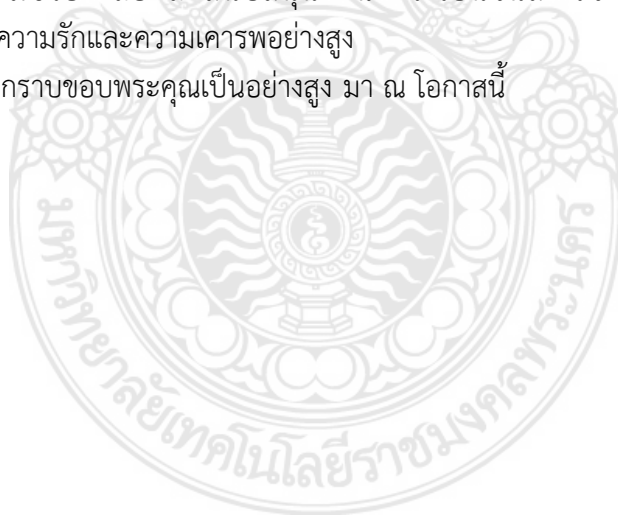 ความรักและความเคารพอย่างสูง
กราบขอบพระคุณเป็นอย่างสูง มา ณ โอกาสนี้
มหาวิทยาลัยเทคโนโลยีราชมงคลพระนคร